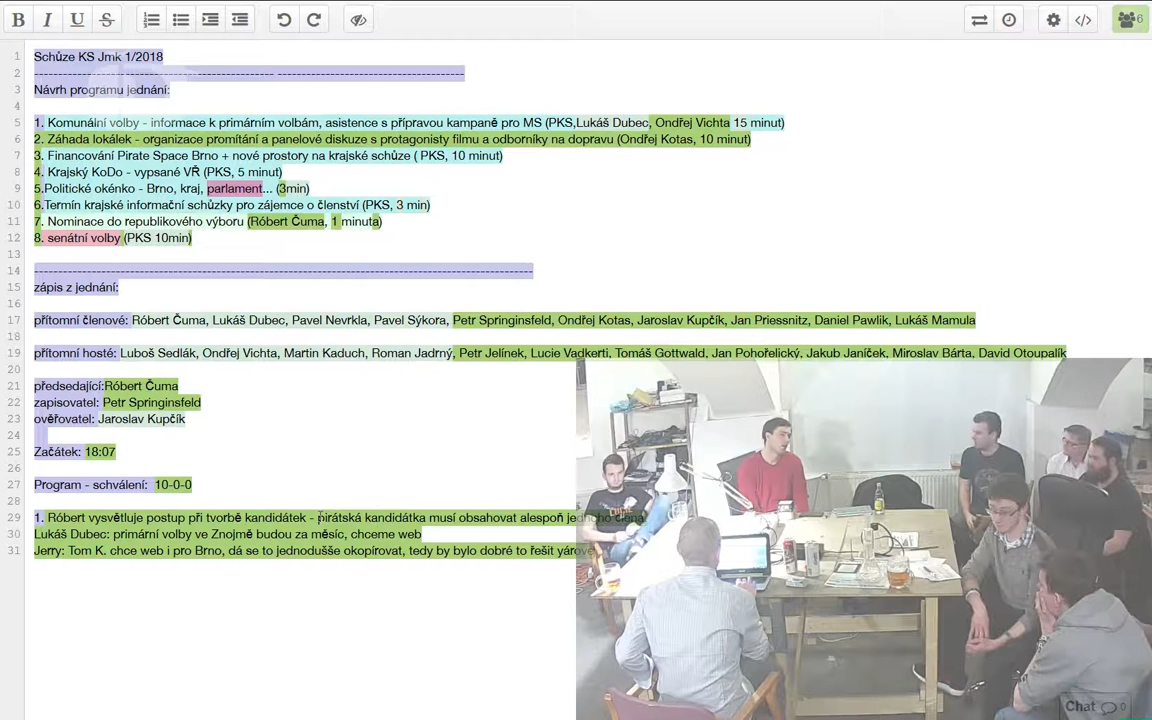 6
Schůze KS Jmk 1/2018
Návrh programu jednání:
1. Komunální volby - informace k primárním volbám, asistence s přípravou kampaně pro MS (PKS,Lukáš Dubec, Ondřej Vichta 15 minut)
2. Záhada lokálek - organizace promítání a panelové diskuze s protagonisty filmu a odborníky na dopravu (Ondřej Kotas, 10 minut)
3. Financování Pirate Space Brno + nové prostory na krajské schůze ( PKS, 10 minut)
4. Krajský KoDo - vypsané VŘ (PKS, 5 minut)
5.Politické okénko - Brno, kraj, parlament... (3min)
6.Termín krajské informační schůzky pro zájemce o členství (PKS, 3 min)
7. Nominace do republikového výboru (Róbert Čuma, 1 minuta)
8. senátní volby (PKS 10min)
zápis z jednání:
přítomní členové: Róbert Čuma, Lukáš Dubec, Pavel Nevrkla, Pavel Sýkora, Petr Springinsfeld, Ondřej Kotas, Jaroslav Kupčík, Jan Priessnitz, Daniel Pawlik, Lukáš Mamula
přítomní hosté: Luboš Sedlák, Ondřej Vichta, Martin Kaduch, Roman Jadrný, Petr Jelínek, Lucie Vadkerti, Tomáš Gottwald, Jan Pohořelický, Jakub Janíček, Miroslav Bárta, David Otoupalík
předsedající:Róbert Čuma
zapisovatel: Petr Springinsfeld
ověřovatel: Jaroslav Kupčík
Začátek: 18:07
Program - schválení: 10-0-0
1. Róbert vysvětluje postup při tvorbě kandidátek - pirátská kandidátka musí obsahovat alespoň jednoho člena.
Lukáš Dubec: primární volby ve Znojmě budou za měsíc, chceme web
Jerry: Tom K. chce web i pro Brno, dá se to jednodušše okopírovat, tedy by bylo dobré to řešit
Chat 0